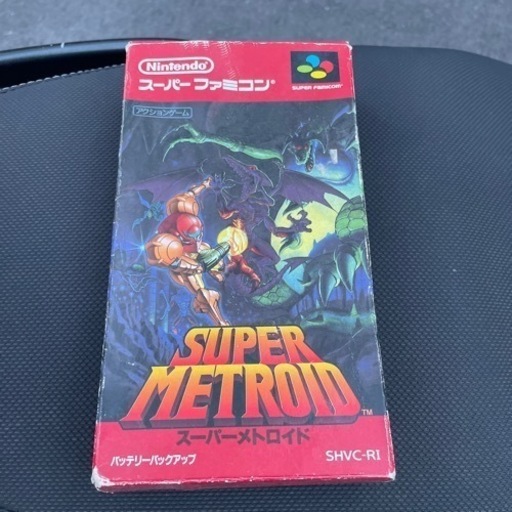 Nintendo®
スーパーファミコン®
SUPER FAMICOM™
アクションゲーム
SUPER
METROID™
スーパーメトロイド
バッテリーバックアップ
SHVC-RI